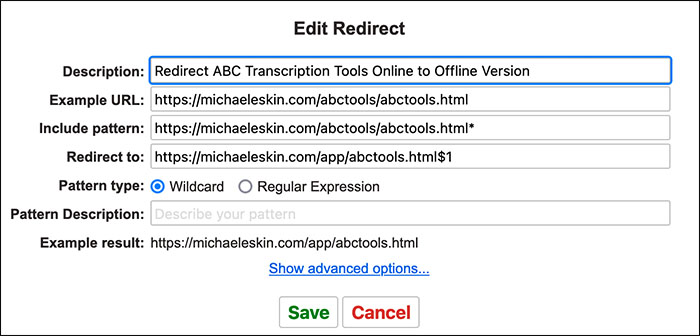 Edit Redirect
Description: Redirect ABC Transcription Tools Online to Offline Version
Example URL: https://michaeleskin.com/abctools/abctools.html
Include pattern: https://michaeleskin.com/abctools/abctools.html*
Redirect to: https://michaeleskin.com/app/abctools.html$1
Pattern type: Wildcard Regular Expression
Pattern Description: Describe your pattern
Example result: https://michaeleskin.com/app/abctools.html
Show advanced options...
Save Cancel